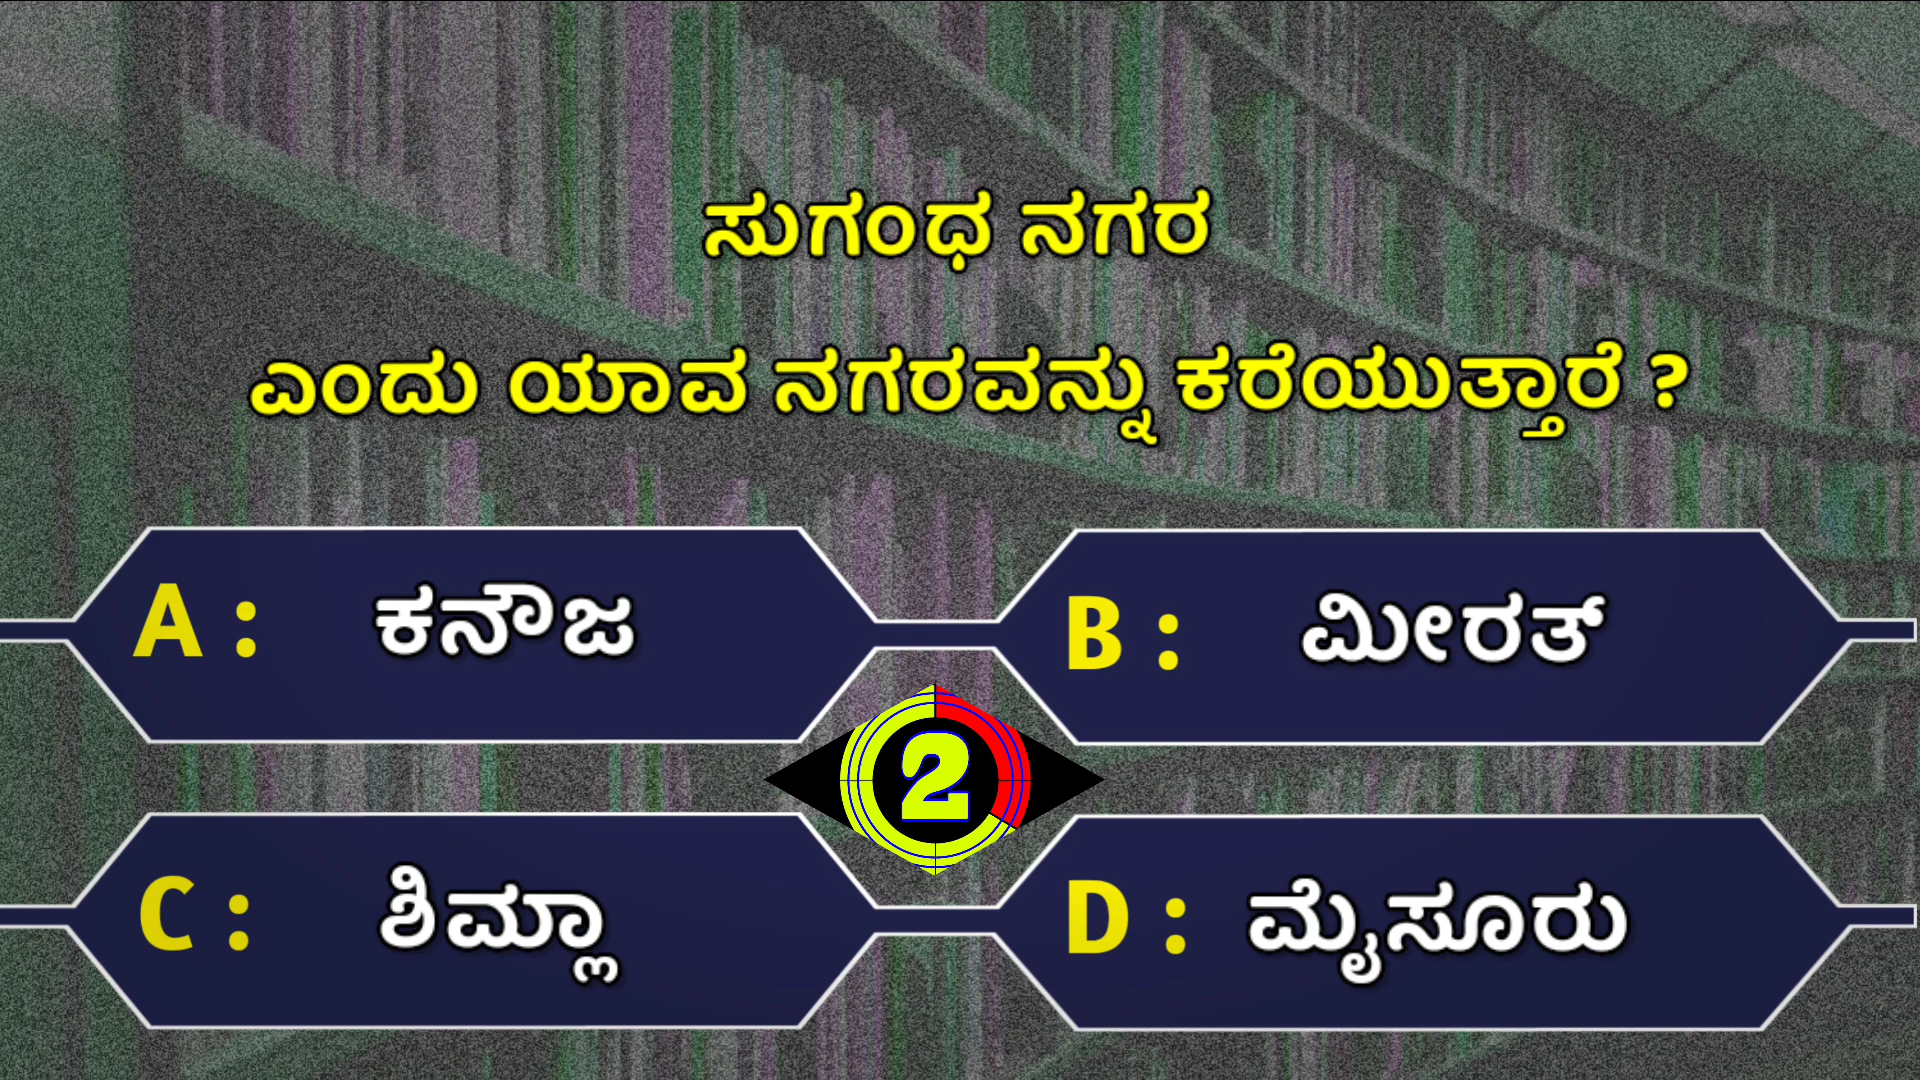 ಸುಗಂಧ ನಗರ
ಎಂದು ಯಾವ ನಗರವನ್ನು ಕರೆಯುತ್ತಾರೆ ?
A : ಕನೌಜ
B : ಮೀರತ್
2
C : ಶಿಮ್ಲಾ
D : ಮೈಸೂರು